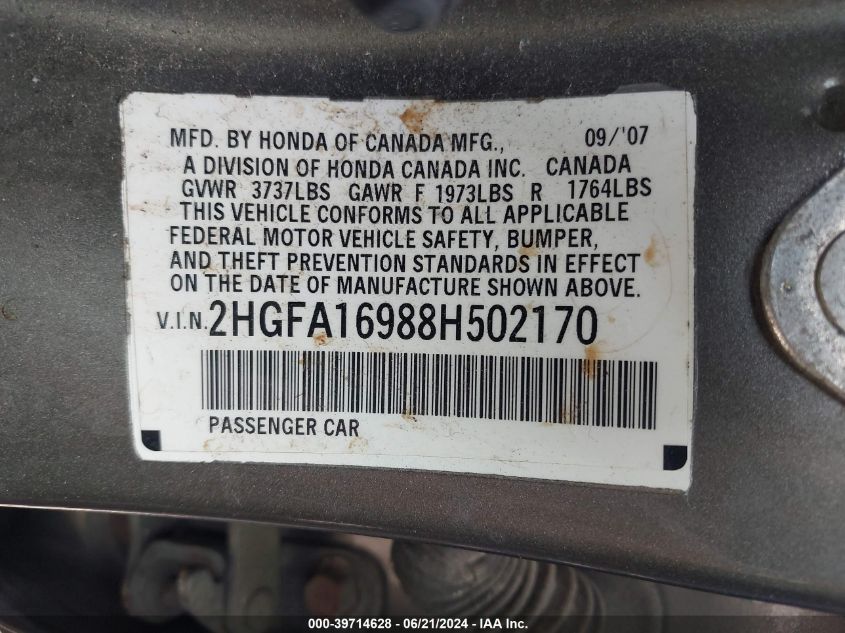 MFD. BY HONDA OF CANADA MFG., 09/'07
A DIVISION OF HONDA CANADA INC. CANADA
GVWR 3737LBS GAWR F 1973LBS R 1764LBS
THIS VEHICLE CONFORMS TO ALL APPLICABLE
FEDERAL MOTOR VEHICLE SAFETY, BUMPER,
AND THEFT PREVENTION STANDARDS IN EFFECT
ON THE DATE OF MANUFACTURE SHOWN ABOVE.
V.I.N. 2HGFA16988H502170
PASSENGER CAR
000-39714628 - 06/21/2024 - IAA Inc.